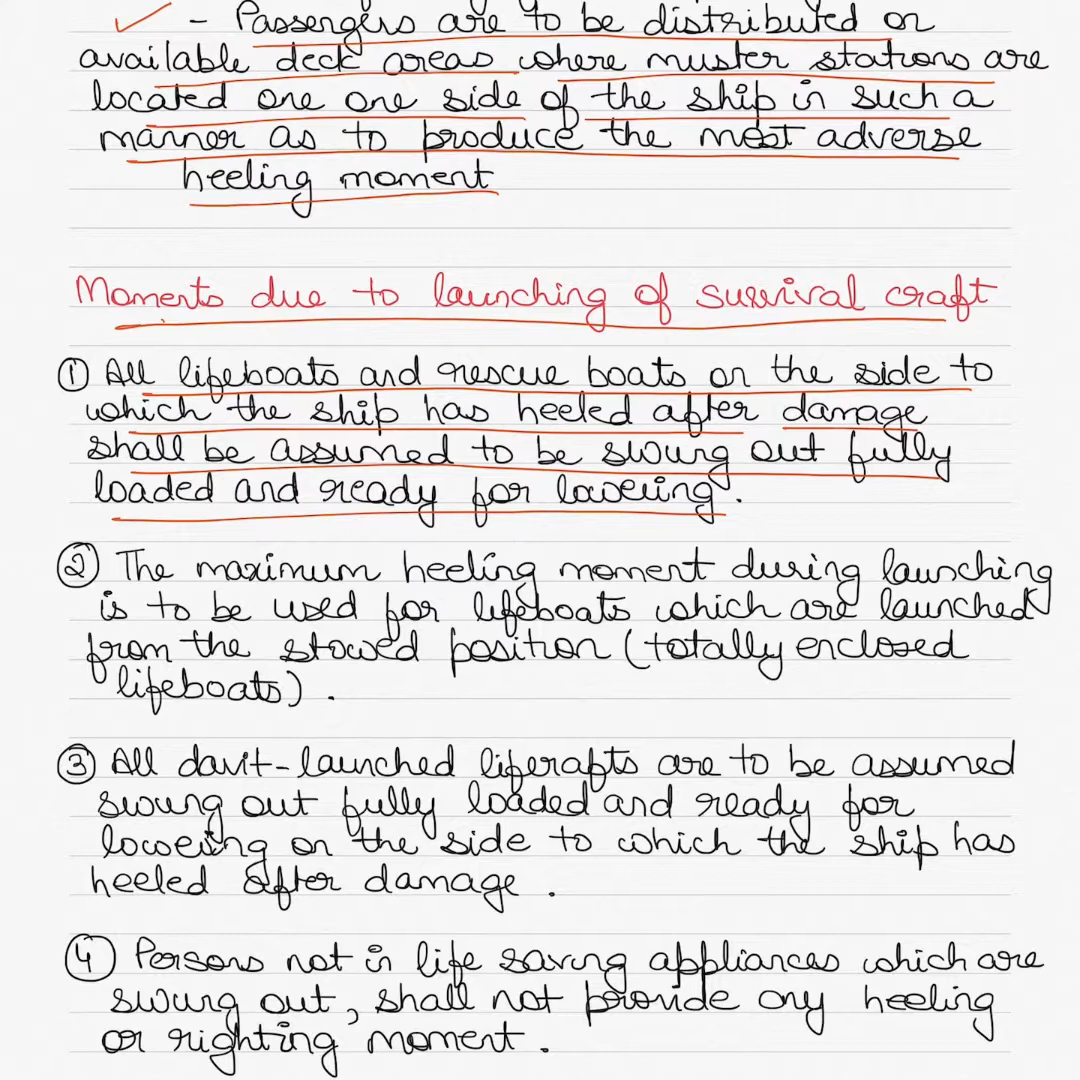 - Passengers are to be distributed on
available deck areas where muster stations are
located one one side of the ship in such a
manner as to produce the most adverse
heeling moment
Moments due to launching of survival craft
① All lifeboats and rescue boats on the side to
which the ship has heeled after damage
shall be assumed to be swung out fully
loaded and ready for lowering.
② The maximum heeling moment during launching
is to be used for lifeboats which are launched
from the stowed position (totally enclosed
lifeboats).
③ All davit-launched liferafts are to be assumed
swung out fully loaded and ready for
lowering on the side to which the ship has
heeled after damage.
④ Persons not in life saving appliances which are
swung out, shall not provide any heeling
or righting moment.